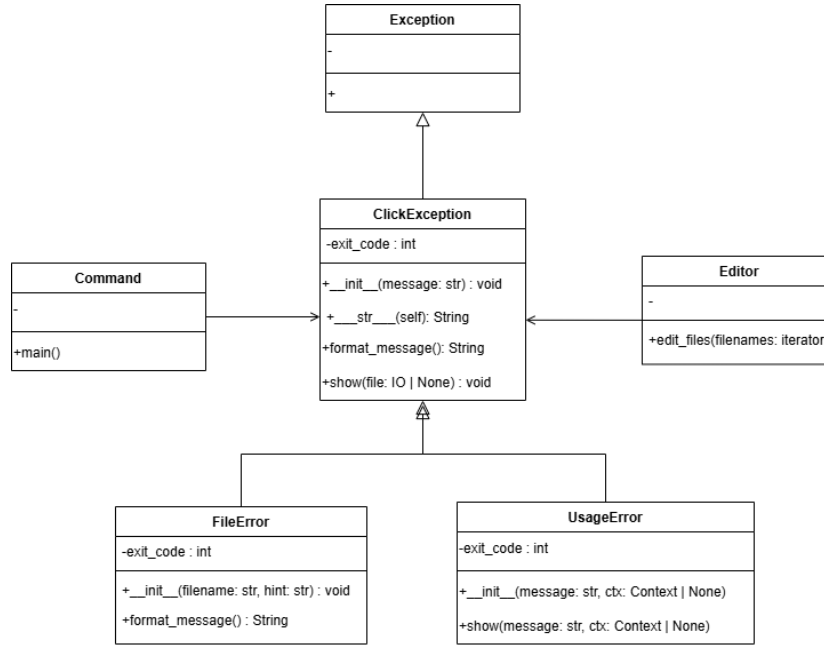 Exception
-
+
ClickException
-exit_code : int
+__init__(message: str) : void
+___str___(self): String
+format_message(): String
+show(file: IO | None) : void
Command
-
+main()
Editor
-
+edit_files(filenames: iterator
FileError
-exit_code : int
+__init__(filename: str, hint: str) : void
+format_message() : String
UsageError
-exit_code : int
+__init__(message: str, ctx: Context | None)
+show(message: str, ctx: Context | None)